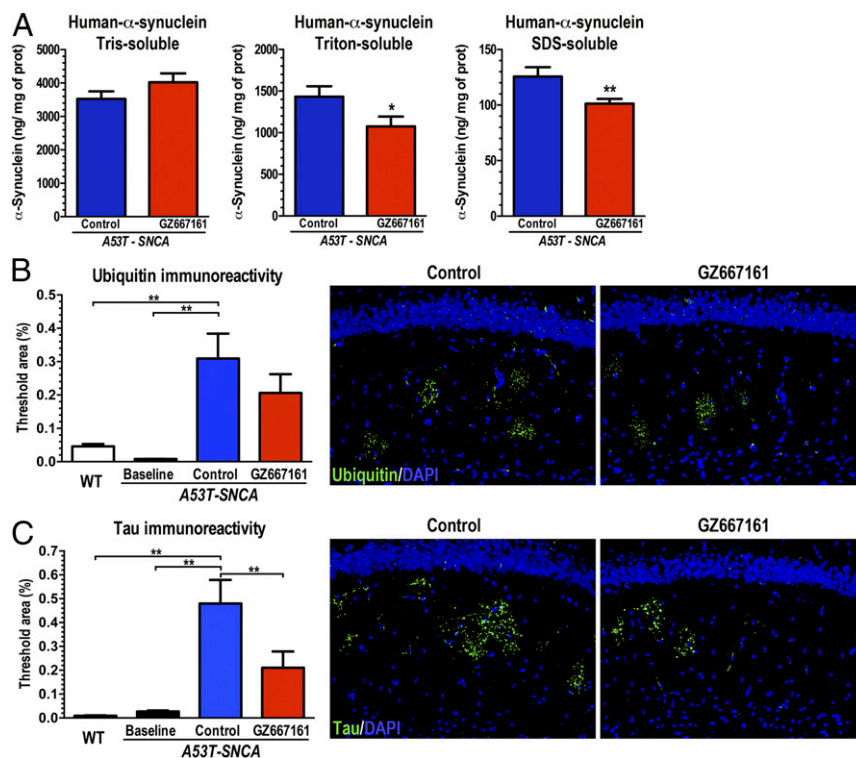 A
Human-α-synuclein
Tris-soluble
α-Synuclein (ng/ mg of prot)
5000
4000
3000
2000
1000
0
Control
GZ667161
A53T - SNCA
Human-α-synuclein
Triton-soluble
α-Synuclein (ng/ mg of prot)
2000
1500
1000
500
0
*
Control
GZ667161
A53T - SNCA
Human-α-synuclein
SDS-soluble
α-Synuclein (ng/ mg of prot)
150
100
50
0
**
Control
GZ667161
A53T - SNCA
B
Ubiquitin immunoreactivity
Threshold area (%)
0.5
0.4
0.3
0.2
0.1
0.0
**
**
WT
Baseline
Control
GZ667161
A53T-SNCA
Control
GZ667161
Ubiquitin/DAPI
C
Tau immunoreactivity
Threshold area (%)
0.7
0.6
0.5
0.4
0.3
0.2
0.1
0.0
**
**
**
WT
Baseline
Control
GZ667161
A53T-SNCA
Control
GZ667161
Tau/DAPI